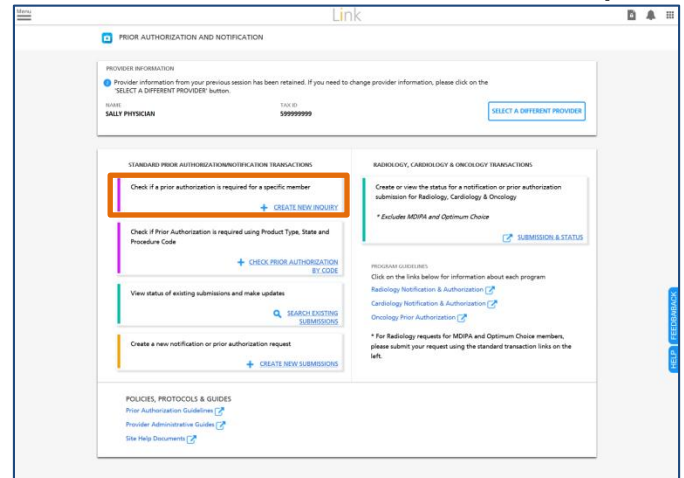 Menu
Link
PRIOR AUTHORIZATION AND NOTIFICATION
PROVIDER INFORMATION
Provider information from your previous session has been retained. If you need to change provider information, please click on the
'SELECT A DIFFERENT PROVIDER' button.
NAME
SALLY PHYSICIAN
TAX ID
599999999
SELECT A DIFFERENT PROVIDER
STANDARD PRIOR AUTHORIZATION/NOTIFICATION TRANSACTIONS
Check if a prior authorization is required for a specific member
CREATE NEW INQUIRY
Check if Prior Authorization is required using Product Type, State and
Procedure Code
CHECK PRIOR AUTHORIZATION
BY CODE
View status of existing submissions and make updates
SEARCH EXISTING
SUBMISSIONS
Create a new notification or prior authorization request
CREATE NEW SUBMISSIONS
RADIOLOGY, CARDIOLOGY & ONCOLOGY TRANSACTIONS
Create or view the status for a notification or prior authorization
submission for Radiology, Cardiology & Oncology
* Excludes MDIPA and Optimum Choice
SUBMISSION & STATUS
PROGRAM GUIDELINES
Click on the links below for information about each program
Radiology Notification & Authorization
Cardiology Notification & Authorization
Oncology Prior Authorization
* For Radiology requests for MDIPA and Optimum Choice members,
please submit your request using the standard transaction links on the
left.
POLICIES, PROTOCOLS & GUIDES
Prior Authorization Guidelines
Provider Administrative Guides
Site Help Documents
HELP
FEEDBACK